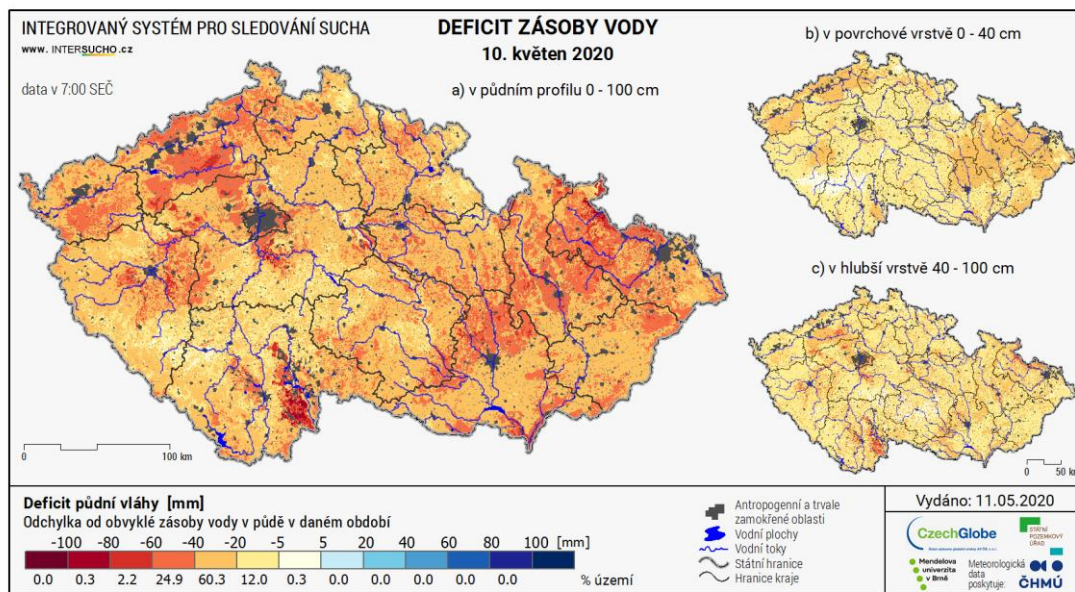 INTEGROVANÝ SYSTÉM PRO SLEDOVÁNÍ SUCHA
www. INTERSUCHO.cz
data v 7:00 SEČ
DEFICIT ZÁSOBY VODY
10. květen 2020
a) v půdním profilu 0 - 100 cm
b) v povrchové vrstvě 0 - 40 cm
c) v hlubší vrstvě 40 - 100 cm
0 100 km
0 50 km
Deficit půdní vláhy [mm]
Odchylka od obvyklé zásoby vody v půdě v daném období
-100 -80 -60 -40 -20 -5 5 20 40 60 80 100 [mm]
0.0 0.3 2.2 24.9 60.3 12.0 0.3 0.0 0.0 0.0 0.0 % území
Antropogenní a trvale
zamokřené oblasti
Vodní plochy
Vodní toky
Státní hranice
Hranice kraje
Vydáno: 11.05.2020
CzechGlobe
STÁTNÍ
POZEMKOVÝ
ÚŘAD
Mendelova
univerzita
v Brně
Meteorologická
data
poskytuje:
ČHMÚ